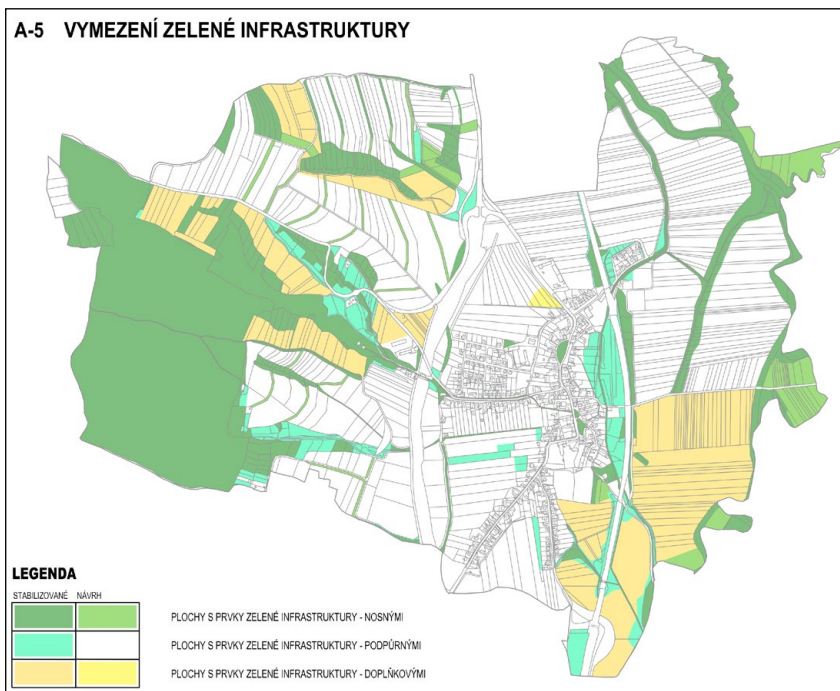 A-5 VYMEZENÍ ZELENÉ INFRASTRUKTURY
LEGENDA
STABILIZOVANÉ NÁVRH
PLOCHY S PRVKY ZELENÉ INFRASTRUKTURY - NOSNÝMI
PLOCHY S PRVKY ZELENÉ INFRASTRUKTURY - PODPŮRNÝMI
PLOCHY S PRVKY ZELENÉ INFRASTRUKTURY - DOPLŇKOVÝMI